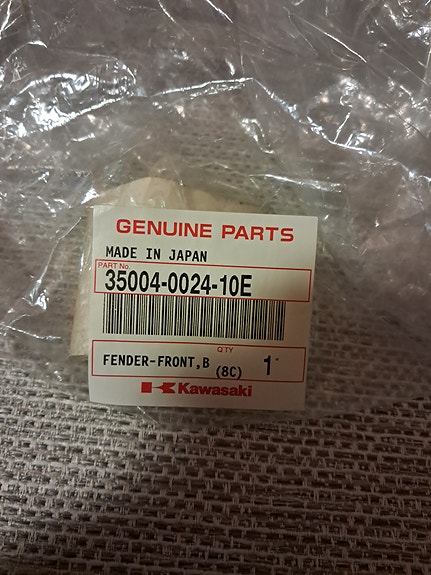 GENUINE PARTS
MADE IN JAPAN
PART No.
35004-0024-10E
QTY
FENDER-FRONT,B (8C) 1
Kawasaki